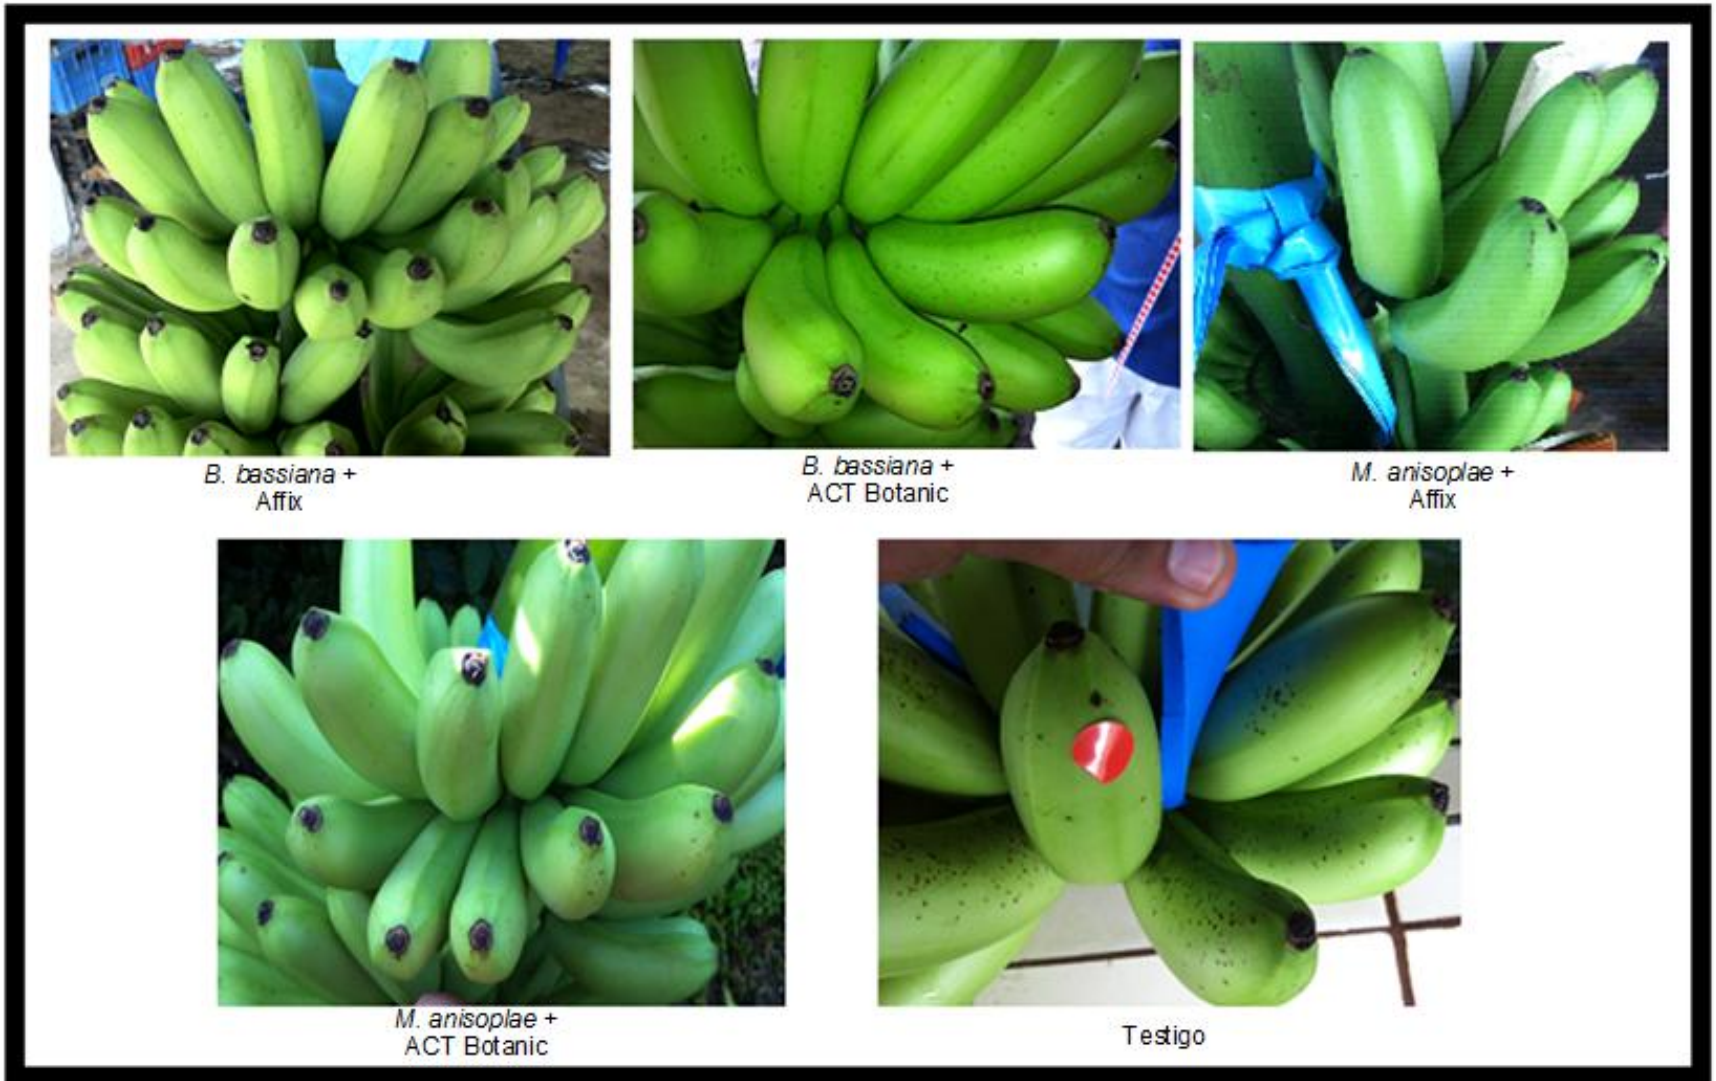 B. bassiana +
Affix
B. bassiana +
ACT Botanic
M. anisoplae +
Affix
M. anisoplae +
ACT Botanic
Testigo